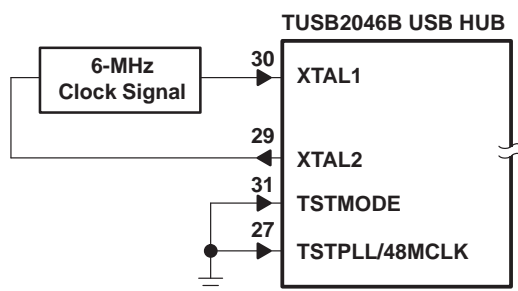 TUSB2046B USB HUB
6-MHz
Clock Signal
30
XTAL1
29
XTAL2
31
TSTMODE
27
TSTPLL/48MCLK